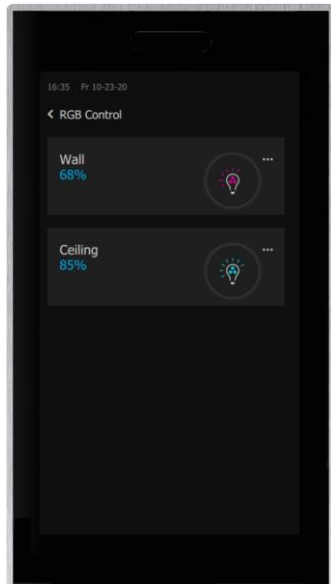 16:35 Fr 10-23-20
< RGB Control
Wall
68%
Ceiling
85%